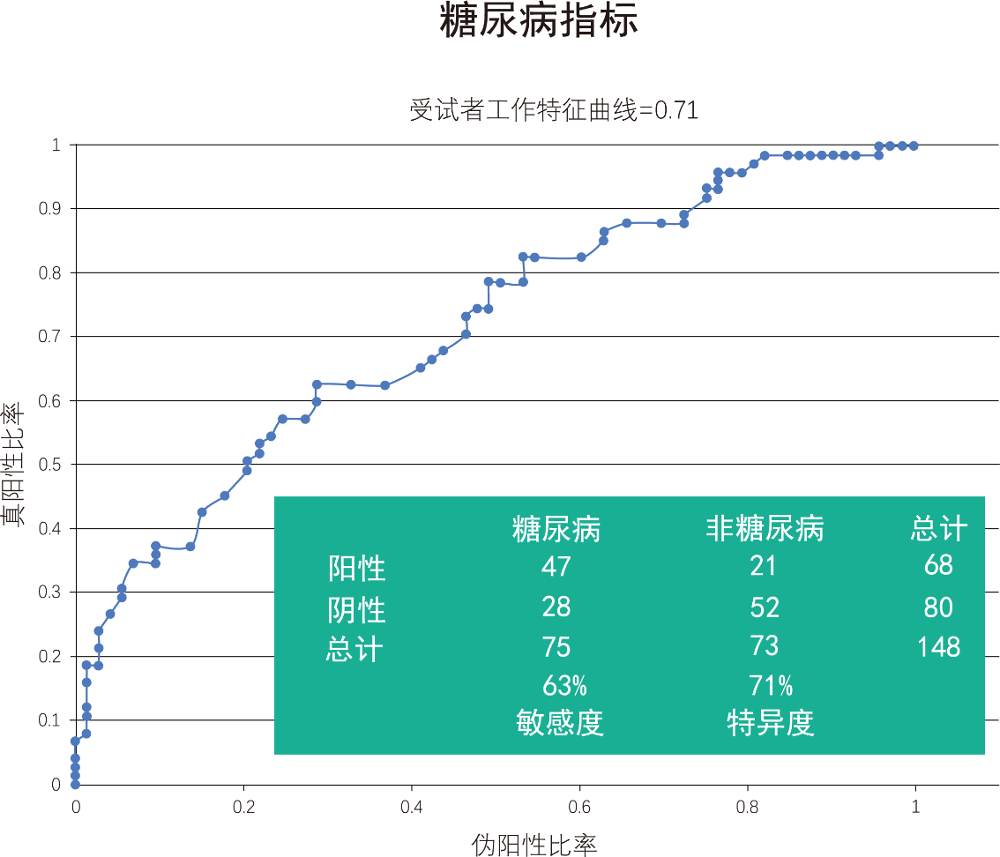 糖尿病指标
受试者工作特征曲线=0.71
1
0.9
0.8
0.7
0.6
0.5
0.4
0.3
0.2
0.1
0
真阳性比率
糖尿病 非糖尿病 总计
阳性 47 21 68
阴性 28 52 80
总计 75 73 148
63% 71%
敏感度 特异度
0 0.2 0.4 0.6 0.8 1
伪阳性比率